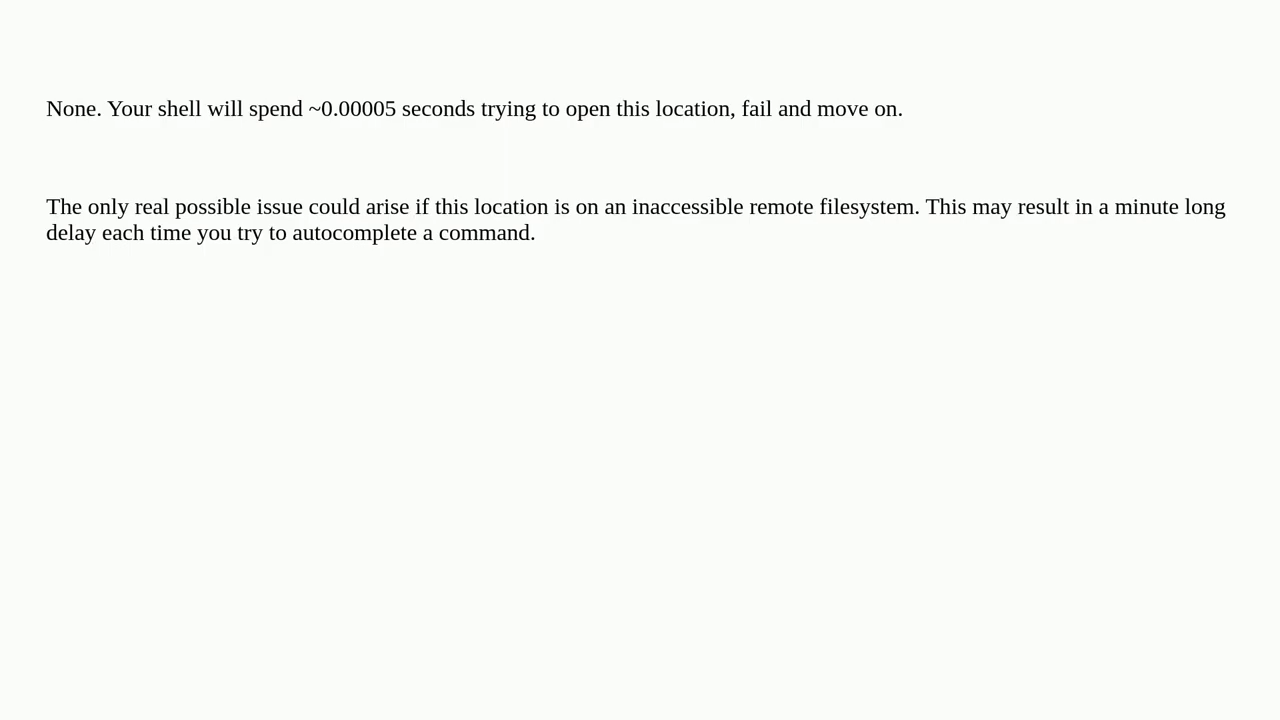 None. Your shell will spend ~0.00005 seconds trying to open this location, fail and move on.
The only real possible issue could arise if this location is on an inaccessible remote filesystem. This may result in a minute long
delay each time you try to autocomplete a command.